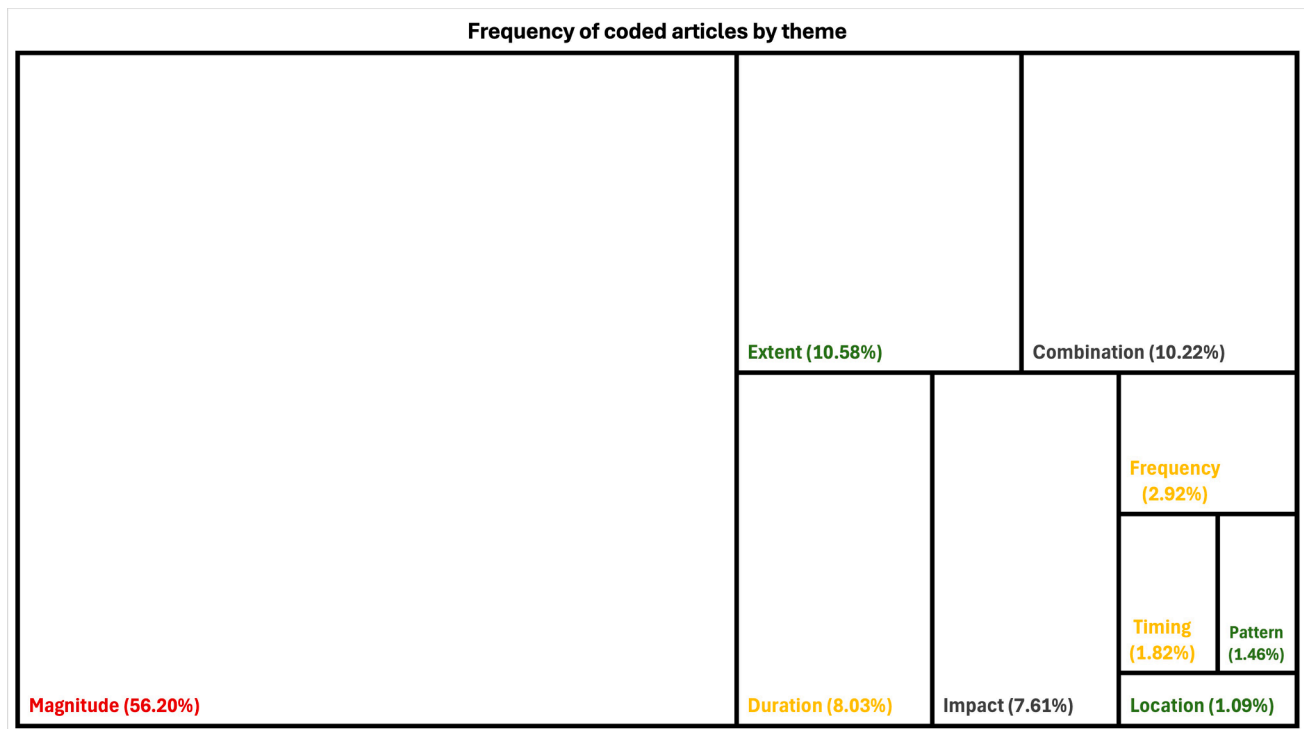 Frequency of coded articles by theme
Extent (10.58%)
Combination (10.22%)
Frequency
(2.92%)
Timing
(1.82%)
Pattern
(1.46%)
Magnitude (56.20%)
Duration (8.03%)
Impact (7.61%)
Location (1.09%)